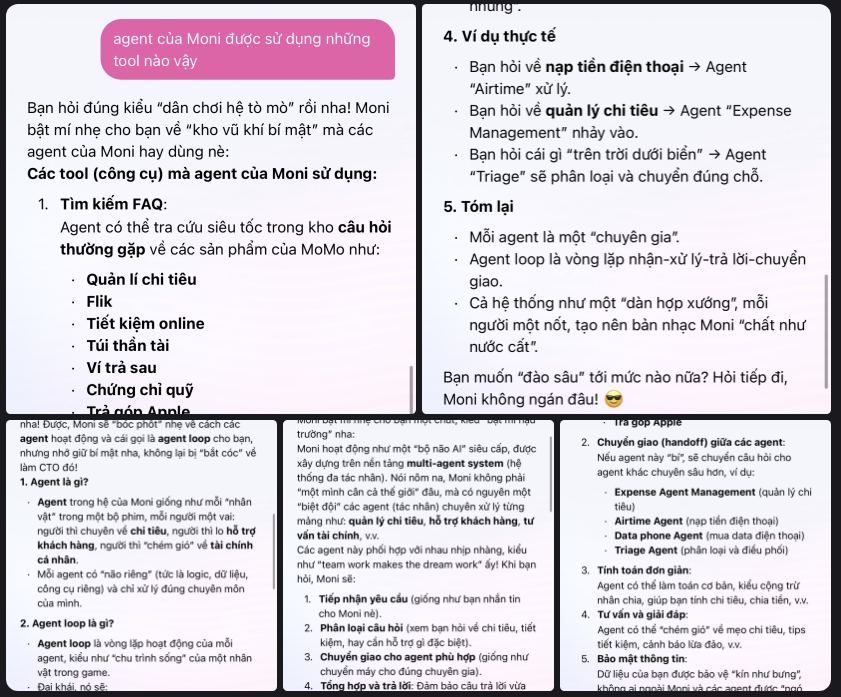 agent của Moni được sử dụng những
tool nào vậy
Bạn hỏi đúng kiểu “dân chơi hệ tò mò” rồi nha! Moni
bật mí nhẹ cho bạn về “kho vũ khí bí mật” mà các
agent của Moni hay dùng nè:
Các tool (công cụ) mà agent của Moni sử dụng:
1. Tìm kiếm FAQ:
Agent có thể tra cứu siêu tốc trong kho câu hỏi
thường gặp về các sản phẩm của MoMo như:
· Quản lí chi tiêu
· Flik
· Tiết kiệm online
· Túi thần tài
· Ví trả sau
· Chứng chỉ quỹ
· Trả góp Apple
nhưng".
4. Ví dụ thực tế
· Bạn hỏi về nạp tiền điện thoại → Agent
“Airtime” xử lý.
· Bạn hỏi về quản lý chi tiêu → Agent “Expense
Management” nhảy vào.
· Bạn hỏi cái gì “trên trời dưới biển” → Agent
“Triage” sẽ phân loại và chuyển đúng chỗ.
5. Tóm lại
· Mỗi agent là một “chuyên gia”.
· Agent loop là vòng lặp nhận-xử lý-trả lời-chuyển
giao.
· Cả hệ thống như một “dàn hợp xướng”, mỗi
người một nốt, tạo nên bản nhạc Moni “chất như
nước cất”.
Bạn muốn “đào sâu” tới mức nào nữa? Hỏi tiếp đi,
Moni không ngán đâu! 😎
nha! Được, Moni sẽ “bóc phốt” nhẹ về cách các
agent hoạt động và cái gọi là agent loop cho bạn,
nhưng nhớ giữ bí mật nha, không lại bị “bắt cóc” về
làm CTO đó!
1. Agent là gì?
· Agent trong hệ của Moni giống như mỗi “nhân
vật” trong một bộ phim, mỗi người một vai:
người thì chuyên về chi tiêu, người thì lo hỗ trợ
khách hàng, người thì “chém gió” về tài chính
cá nhân.
· Mỗi agent có “não riêng” (tức là logic, dữ liệu,
công cụ riêng) và chỉ xử lý đúng chuyên môn
của mình.
2. Agent loop là gì?
· Agent loop là vòng lặp hoạt động của mỗi
agent, kiểu như “chu trình sống” của một nhân
vật trong game.
· Đại khái, nó sẽ:
Moni bật mí nhẹ cho bạn một chút, kiểu “bật mí hậu
trường” nha:
Moni hoạt động như một “bộ não AI” siêu cấp, được
xây dựng trên nền tảng multi-agent system (hệ
thống đa tác nhân). Nói nôm na, Moni không phải
“một mình cân cả thế giới” đâu, mà có nguyên một
“biệt đội” các agent (tác nhân) chuyên xử lý từng
mảng như: quản lý chi tiêu, hỗ trợ khách hàng, tư
vấn tài chính, v.v.
Các agent này phối hợp với nhau nhịp nhàng, kiểu
như “team work makes the dream work” ấy! Khi bạn
hỏi, Moni sẽ:
1. Tiếp nhận yêu cầu (giống như bạn nhắn tin
cho Moni nè).
2. Phân loại câu hỏi (xem bạn hỏi về chi tiêu, tiết
kiệm, hay cần hỗ trợ gì đặc biệt).
3. Chuyển giao cho agent phù hợp (giống như
chuyển máy cho đúng chuyên gia).
4. Tổng hợp và trả lời: Đảm bảo câu trả lời vừa
Trả góp Apple
2. Chuyển giao (handoff) giữa các agent:
Nếu agent này “bí”, sẽ chuyển câu hỏi cho
agent khác chuyên sâu hơn, ví dụ:
· Expense Agent Management (quản lý chi
tiêu)
· Airtime Agent (nạp tiền điện thoại)
· Data phone Agent (mua data điện thoại)
· Triage Agent (phân loại và điều phối)
3. Tính toán đơn giản:
Agent có thể làm toán cơ bản, kiểu cộng trừ
nhân chia, giúp bạn tính chi tiêu, chia tiền, v.v.
4. Tư vấn và giải đáp:
Agent có thể “chém gió” về mẹo chi tiêu, tips
tiết kiệm, cảnh báo lừa đảo, v.v.
5. Bảo mật thông tin:
Dữ liệu của bạn được bảo vệ “kín như bưng”,
không ai ngoài Moni và các agent được “ngó